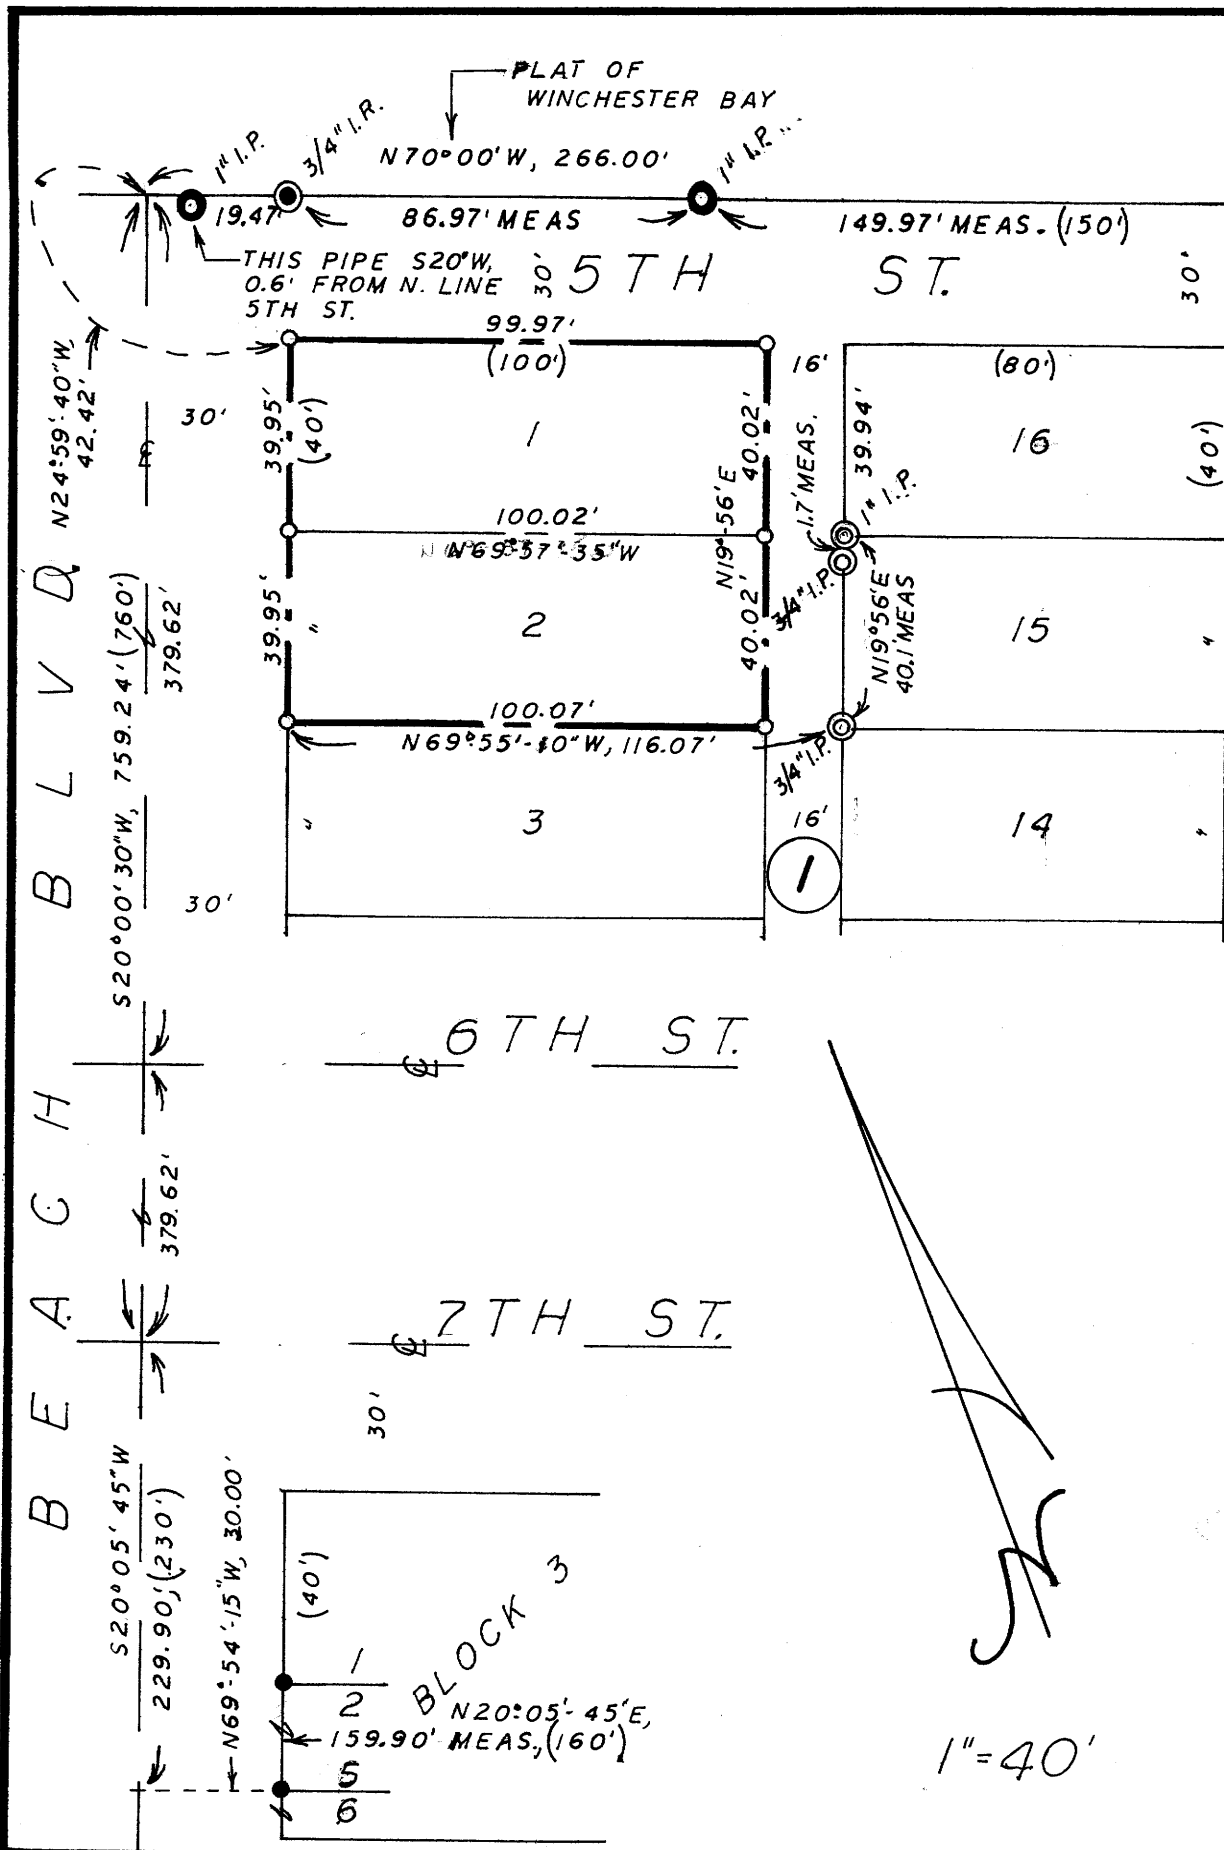 PLAT OF
WINCHESTER BAY
1" I.P.
3/4" I.R.
N70°00'W, 266.00'
1" I.P.
19.47'
86.97' MEAS
149.97' MEAS. (150')
THIS PIPE S20°W,
0.6' FROM N. LINE
5TH ST.
30'
5TH ST.
30'
N24°59'-40"W,
42.42'
99.97'
(100')
16'
(80')
30'
39.95'
(40')
1
40.02'
1.7' MEAS.
39.94'
16
(40')
1" I.P.
100.02'
N69°57'-35"W
N19°-56'E
3/4" I.P.
N19°56'E
40.1' MEAS
39.95'
"
2
40.02'
15
"
100.07'
N69°55'-10"W, 116.07'
3/4" I.P.
S20°00'30"W, 759.24' (760')
379.62'
"
3
16'
14
"
1
30'
BEACH BLVD.
℄
℄ 6TH ST.
379.62'
℄ 7TH ST.
30'
S20°05'45"W
229.90', (230')
N69°-54'-15"W, 30.00'
(40')
BLOCK 3
1
2
N20°05'-45'E,
159.90' MEAS., (160')
5
6
N
1"=40'